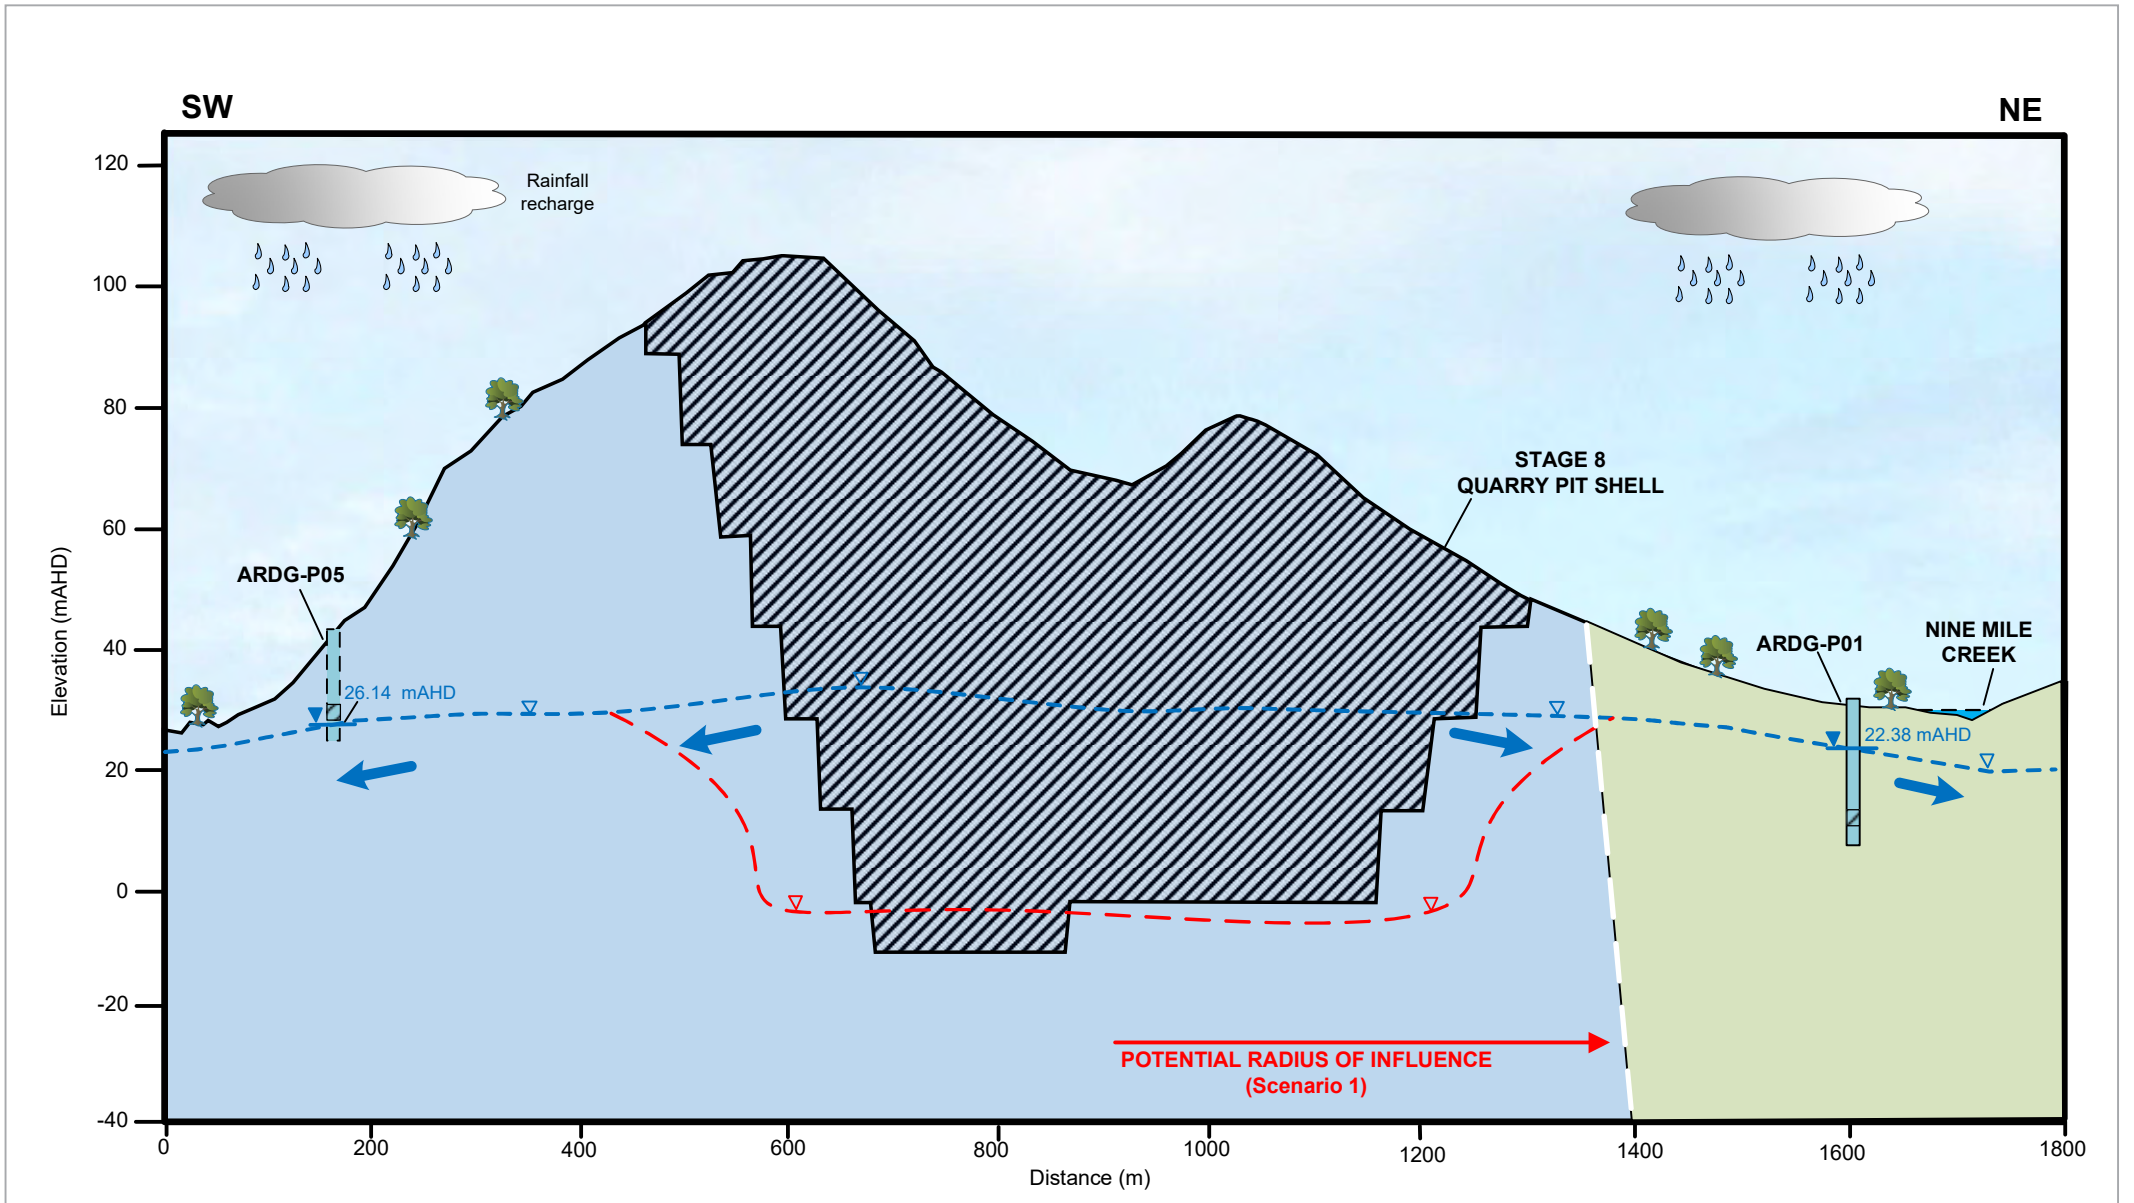 SW
NE
120
100
80
60
40
20
0
-20
-40
Elevation (mAHD)
Rainfall
recharge
STAGE 8
QUARRY PIT SHELL
ARDG-P05
26.14 mAHD
ARDG-P01
NINE MILE
CREEK
22.38 mAHD
POTENTIAL RADIUS OF INFLUENCE
(Scenario 1)
0
200
400
600
800
1000
1200
1400
1600
1800
Distance (m)